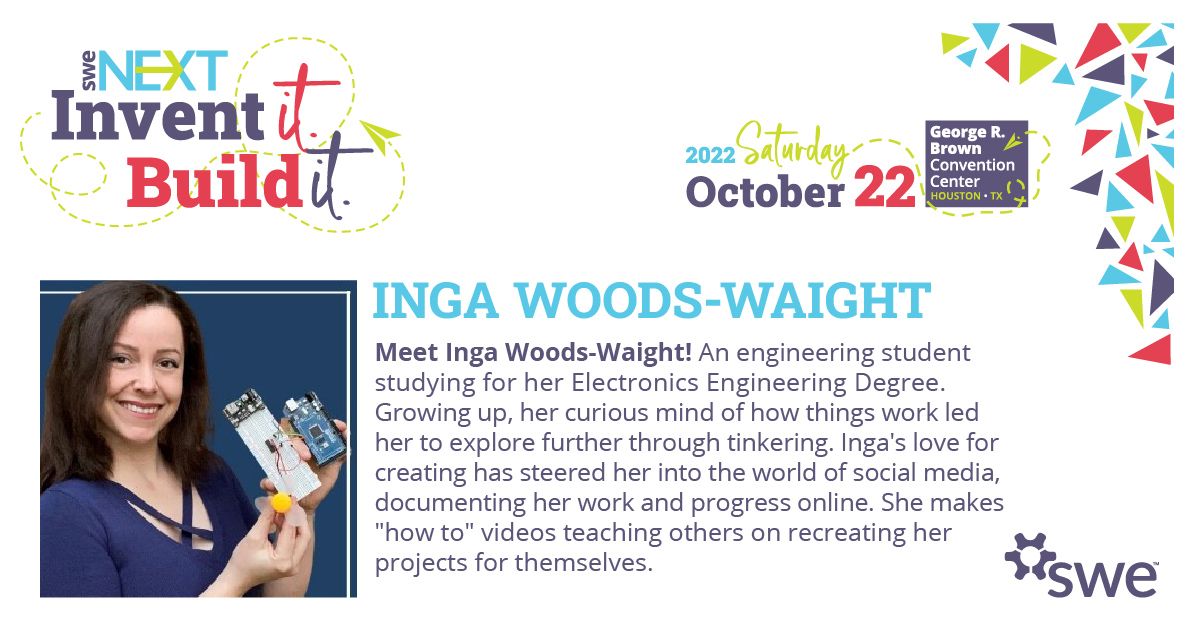 swe NEXT
Invent it.
Build it.
2022 Saturday
October 22
George R.
Brown
Convention
Center
HOUSTON • TX
INGA WOODS-WAIGHT
Meet Inga Woods-Waight! An engineering student
studying for her Electronics Engineering Degree.
Growing up, her curious mind of how things work led
her to explore further through tinkering. Inga's love for
creating has steered her into the world of social media,
documenting her work and progress online. She makes
"how to" videos teaching others on recreating her
projects for themselves.
swe™